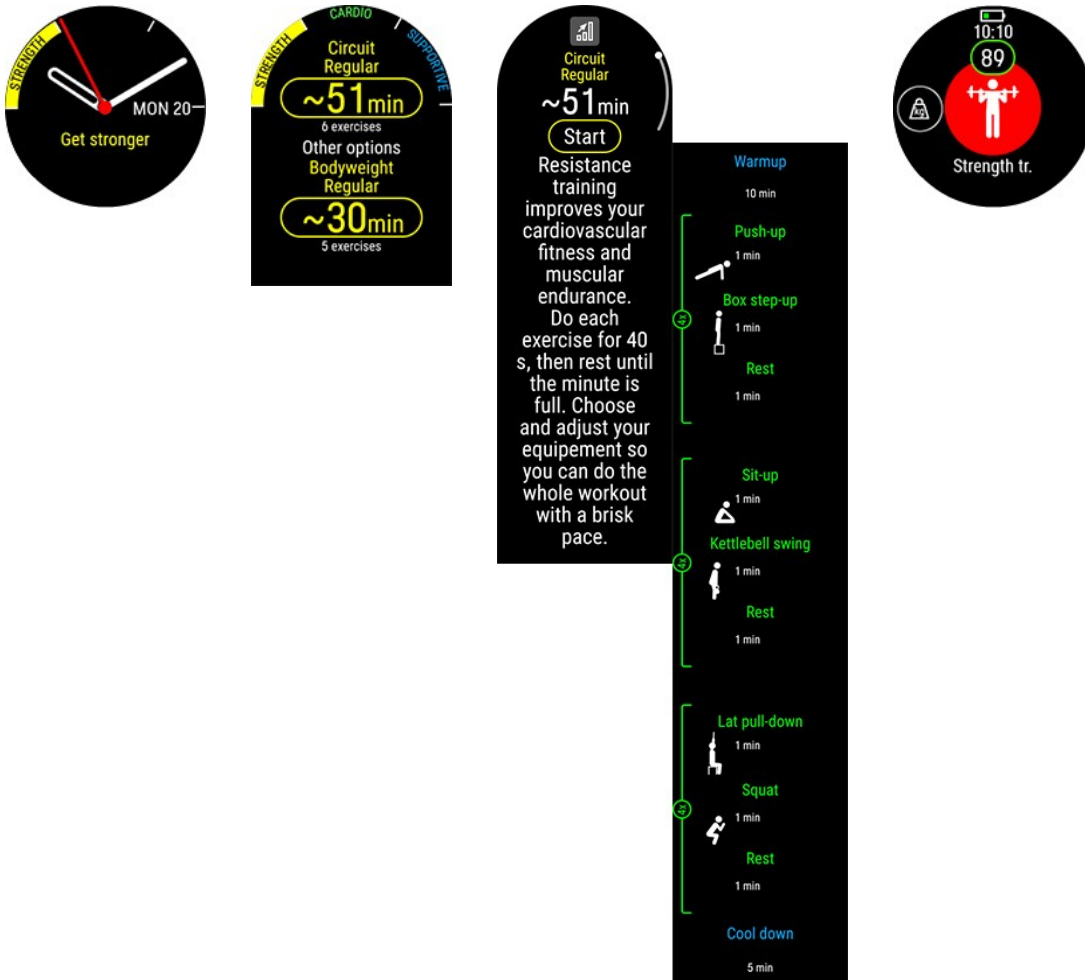 STRENGTH
MON 20
Get stronger
STRENGTH
CARDIO
SUPPORTIVE
Circuit
Regular
~51min
6 exercises
Other options
Bodyweight
Regular
~30min
5 exercises
Circuit
Regular
~51min
Start
Resistance
training
improves your
cardiovascular
fitness and
muscular
endurance.
Do each
exercise for 40
s, then rest until
the minute is
full. Choose
and adjust your
equipement so
you can do the
whole workout
with a brisk
pace.
Warmup
10 min
4x
Push-up
1 min
Box step-up
1 min
Rest
1 min
4x
Sit-up
1 min
Kettlebell swing
1 min
Rest
1 min
4x
Lat pull-down
1 min
Squat
1 min
Rest
1 min
Cool down
5 min
10:10
89
kg
Strength tr.